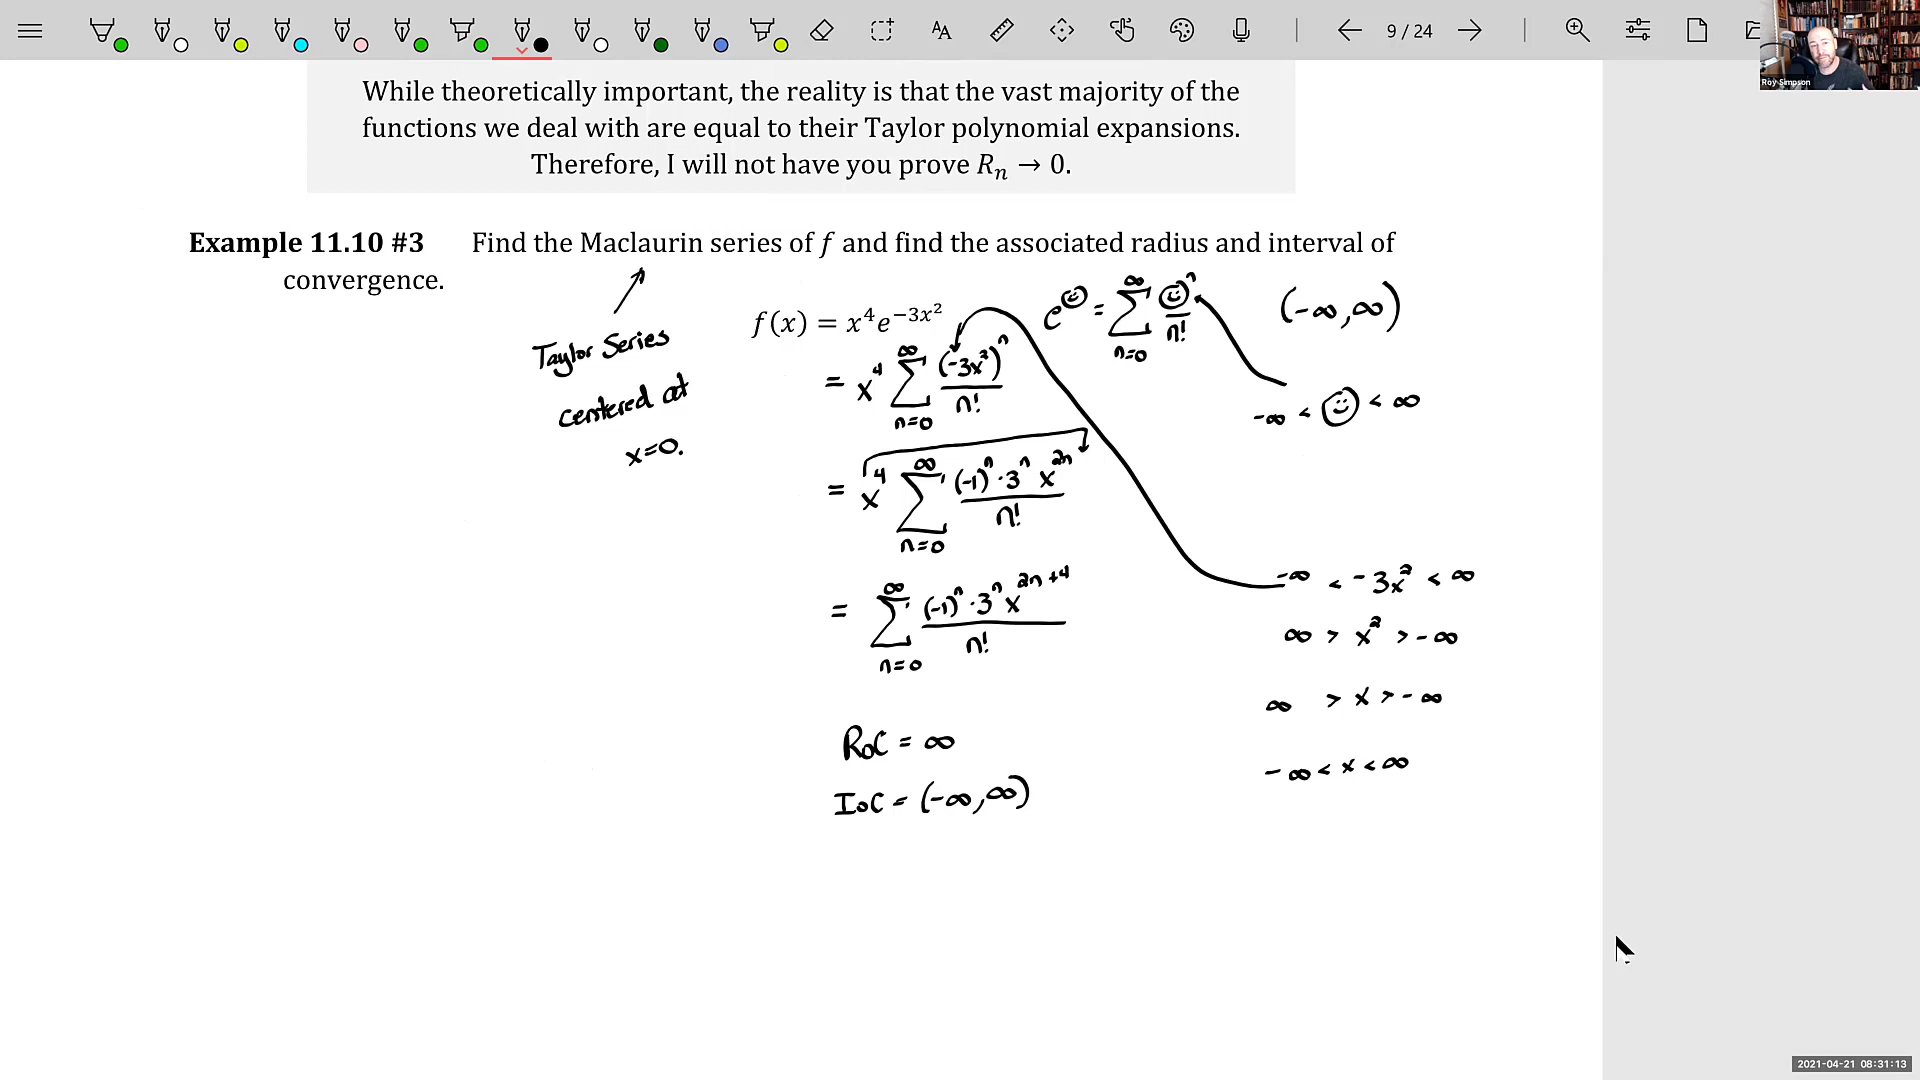 9 / 24
Roy Simpson
While theoretically important, the reality is that the vast majority of the
functions we deal with are equal to their Taylor polynomial expansions.
Therefore, I will not have you prove Rₙ → 0.
Example 11.10 #3 Find the Maclaurin series of f and find the associated radius and interval of
convergence.
Taylor Series
centered at
x=0.
f(x) = x⁴e^(−3x²)
= x⁴ ∑_{n=0}^{∞} (-3x²)ⁿ / n!
= x⁴ ∑_{n=0}^{∞} (-1)ⁿ · 3ⁿ x^{2n} / n!
= ∑_{n=0}^{∞} (-1)ⁿ · 3ⁿ x^{2n+4} / n!
RoC = ∞
IoC = (-∞,∞)
e^☺ = ∑_{n=0}^{∞} ☺ⁿ / n! (-∞,∞)
-∞ < ☺ < ∞
-∞ < -3x² < ∞
∞ > x² > -∞
∞ > x > -∞
-∞ < x < ∞
2021-04-21 08:31:13